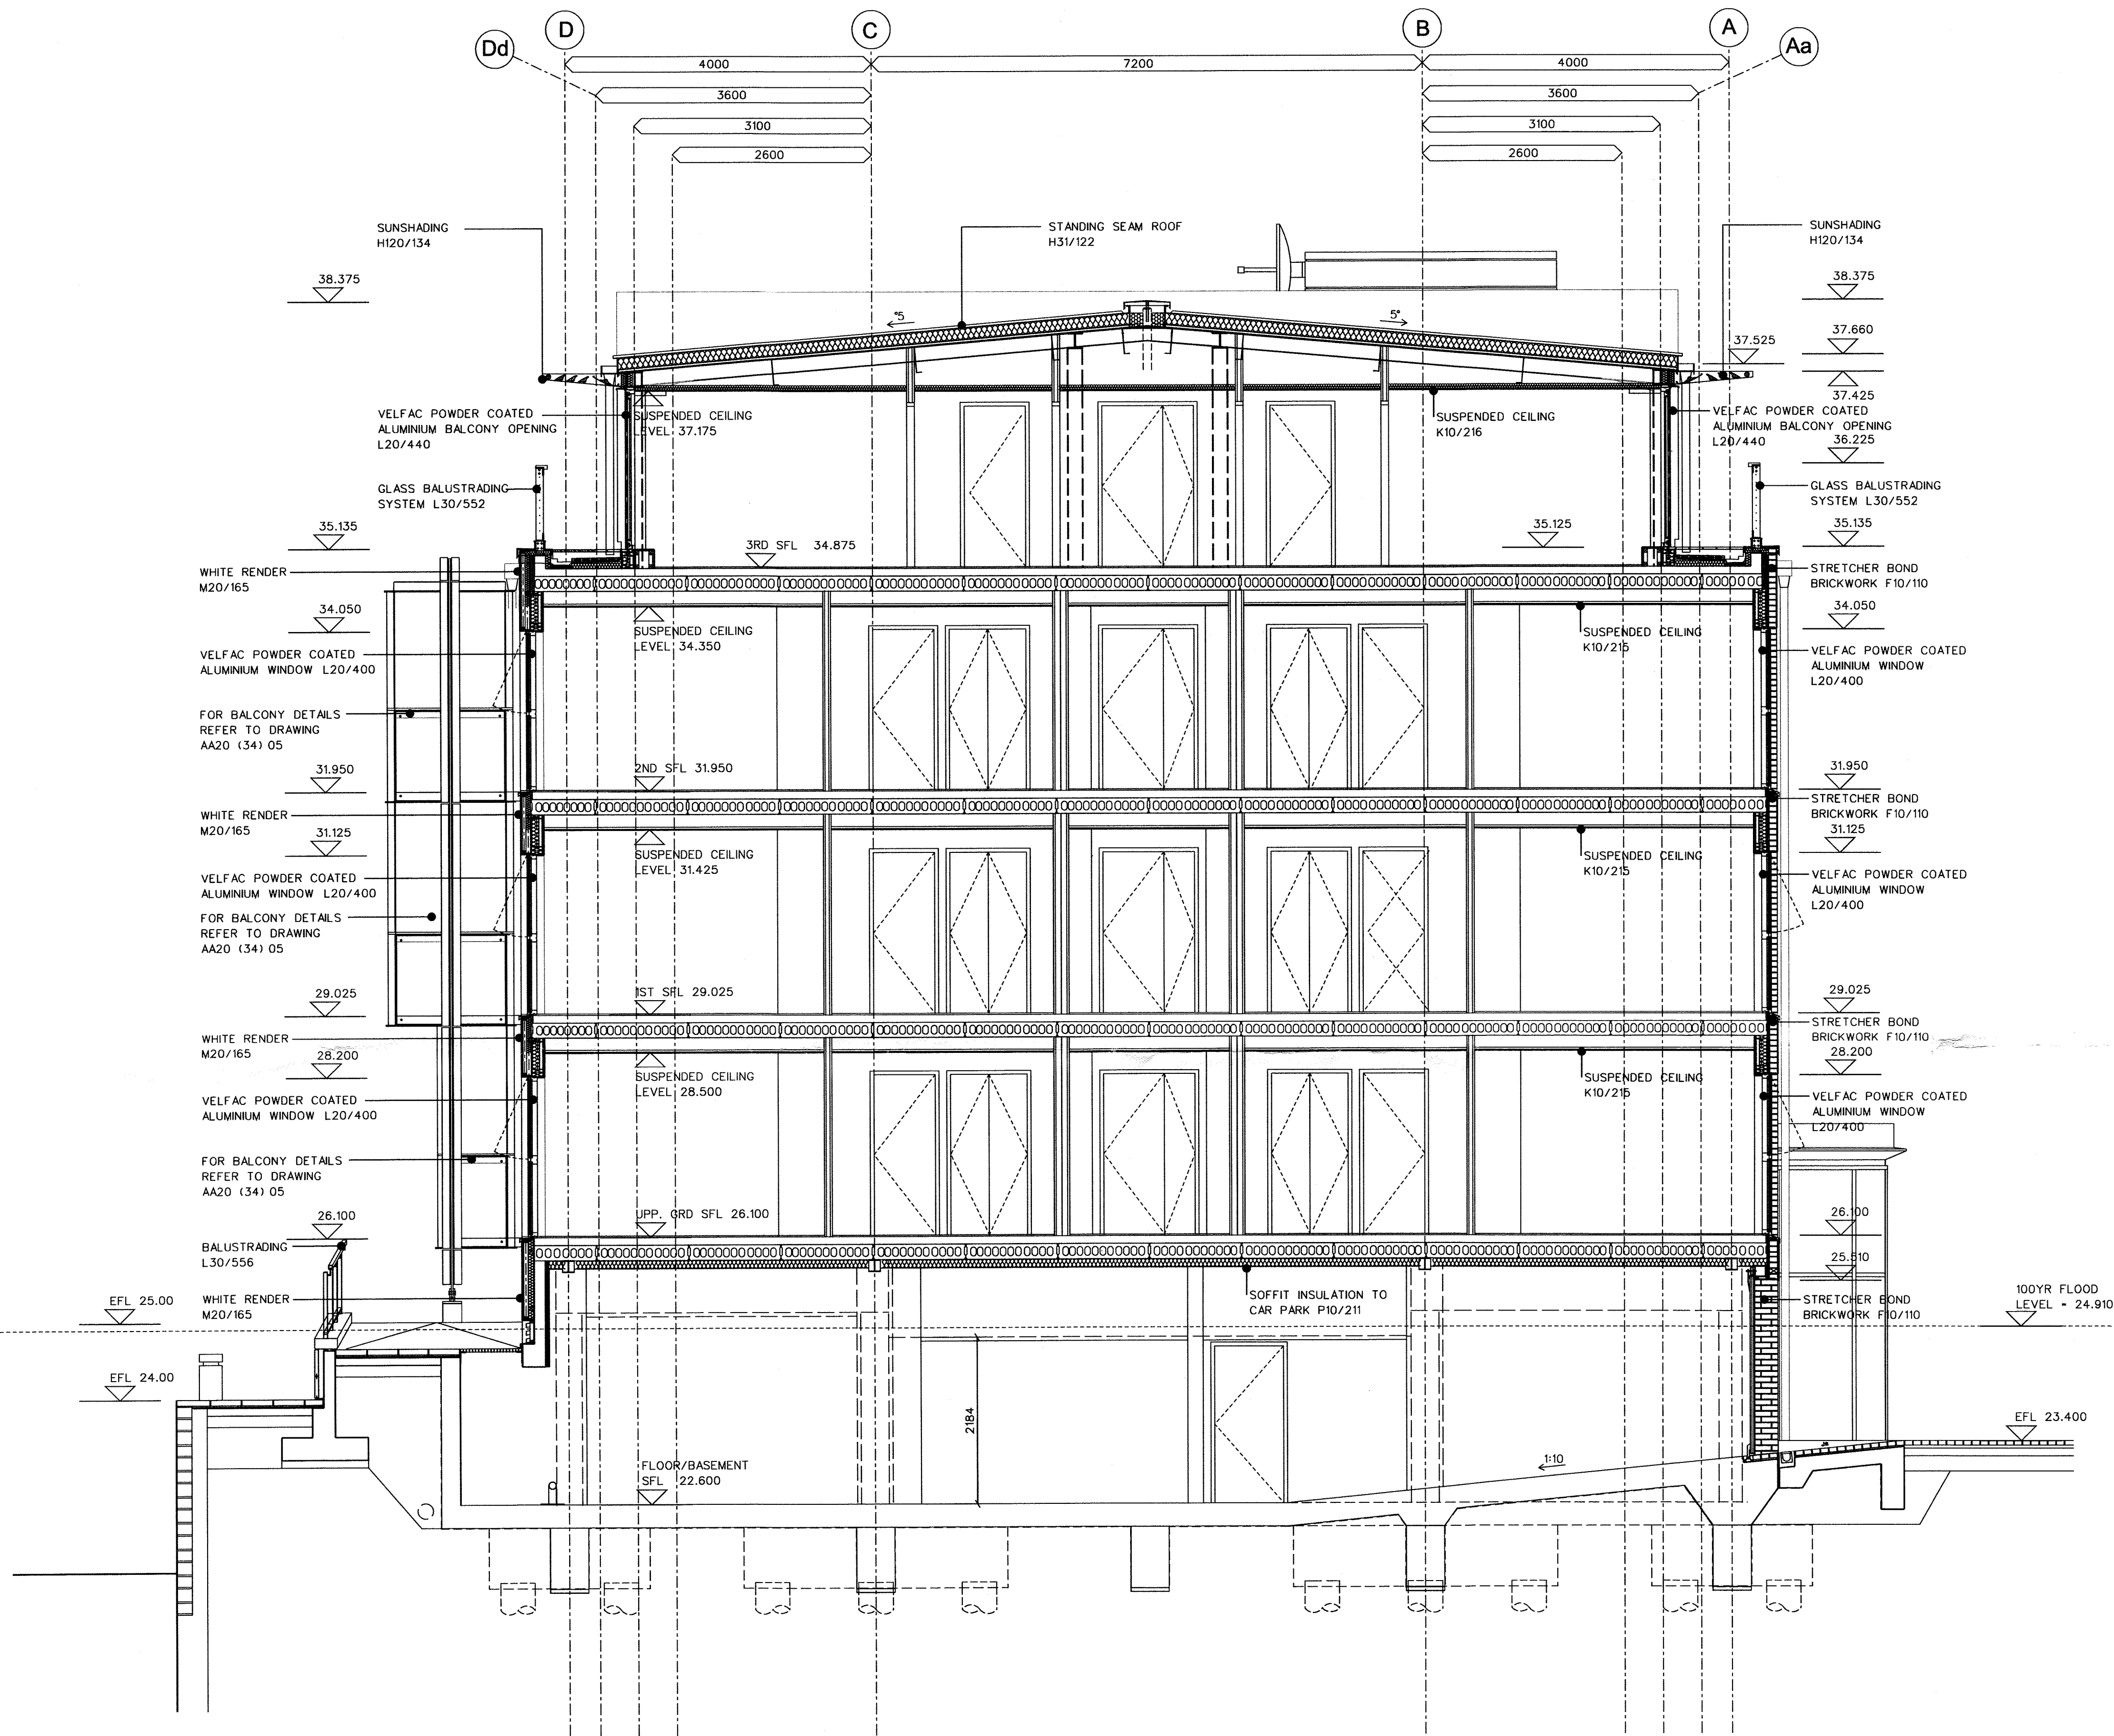 D
C
B
A
Dd
Aa
4000
7200
4000
3600
3600
3100
3100
2600
2600
SUNSHADING
H120/134
STANDING SEAM ROOF
H31/122
SUNSHADING
H120/134
38.375
38.375
°5
5°
37.660
37.525
37.425
VELFAC POWDER COATED
ALUMINIUM BALCONY OPENING
L20/440
SUSPENDED CEILING
LEVEL 37.175
SUSPENDED CEILING
K10/216
VELFAC POWDER COATED
ALUMINIUM BALCONY OPENING
L20/440
36.225
GLASS BALUSTRADING
SYSTEM L30/552
GLASS BALUSTRADING
SYSTEM L30/552
35.135
3RD SFL 34.875
35.125
35.135
WHITE RENDER
M20/165
STRETCHER BOND
BRICKWORK F10/110
34.050
34.050
SUSPENDED CEILING
LEVEL 34.350
SUSPENDED CEILING
K10/215
VELFAC POWDER COATED
ALUMINIUM WINDOW L20/400
VELFAC POWDER COATED
ALUMINIUM WINDOW
L20/400
FOR BALCONY DETAILS
REFER TO DRAWING
AA20 (34) 05
31.950
2ND SFL 31.950
31.950
WHITE RENDER
M20/165
STRETCHER BOND
BRICKWORK F10/110
31.125
31.125
SUSPENDED CEILING
LEVEL 31.425
SUSPENDED CEILING
K10/215
VELFAC POWDER COATED
ALUMINIUM WINDOW L20/400
VELFAC POWDER COATED
ALUMINIUM WINDOW
L20/400
FOR BALCONY DETAILS
REFER TO DRAWING
AA20 (34) 05
29.025
1ST SFL 29.025
29.025
WHITE RENDER
M20/165
STRETCHER BOND
BRICKWORK F10/110
28.200
28.200
SUSPENDED CEILING
LEVEL 28.500
SUSPENDED CEILING
K10/215
VELFAC POWDER COATED
ALUMINIUM WINDOW L20/400
VELFAC POWDER COATED
ALUMINIUM WINDOW
L20/400
FOR BALCONY DETAILS
REFER TO DRAWING
AA20 (34) 05
26.100
UPP. GRD SFL 26.100
26.100
BALUSTRADING
L30/556
25.510
EFL 25.00
WHITE RENDER
M20/165
SOFFIT INSULATION TO
CAR PARK P10/211
STRETCHER BOND
BRICKWORK F10/110
100YR FLOOD
LEVEL = 24.910
EFL 24.00
2184
EFL 23.400
FLOOR/BASEMENT
SFL 22.600
1:10